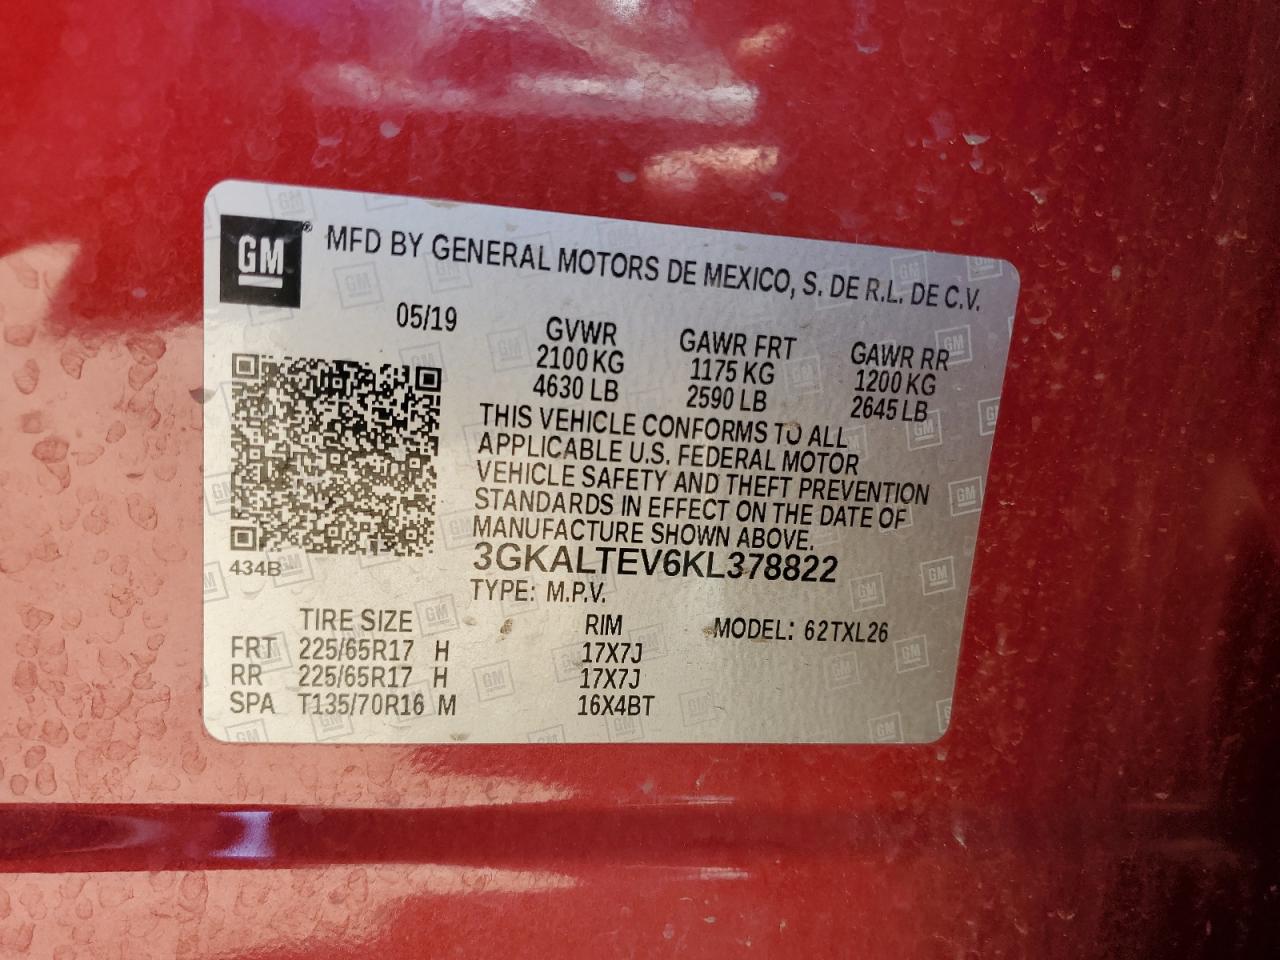 GM® MFD BY GENERAL MOTORS DE MEXICO, S. DE R.L. DE C.V.
05/19
GVWR GAWR FRT GAWR RR
2100 KG 1175 KG 1200 KG
4630 LB 2590 LB 2645 LB
THIS VEHICLE CONFORMS TO ALL
APPLICABLE U.S. FEDERAL MOTOR
VEHICLE SAFETY AND THEFT PREVENTION
STANDARDS IN EFFECT ON THE DATE OF
MANUFACTURE SHOWN ABOVE.
434B
3GKALTEV6KL378822
TYPE: M.P.V.
TIRE SIZE RIM MODEL: 62TXL26
FRT 225/65R17 H 17X7J
RR 225/65R17 H 17X7J
SPA T135/70R16 M 16X4BT